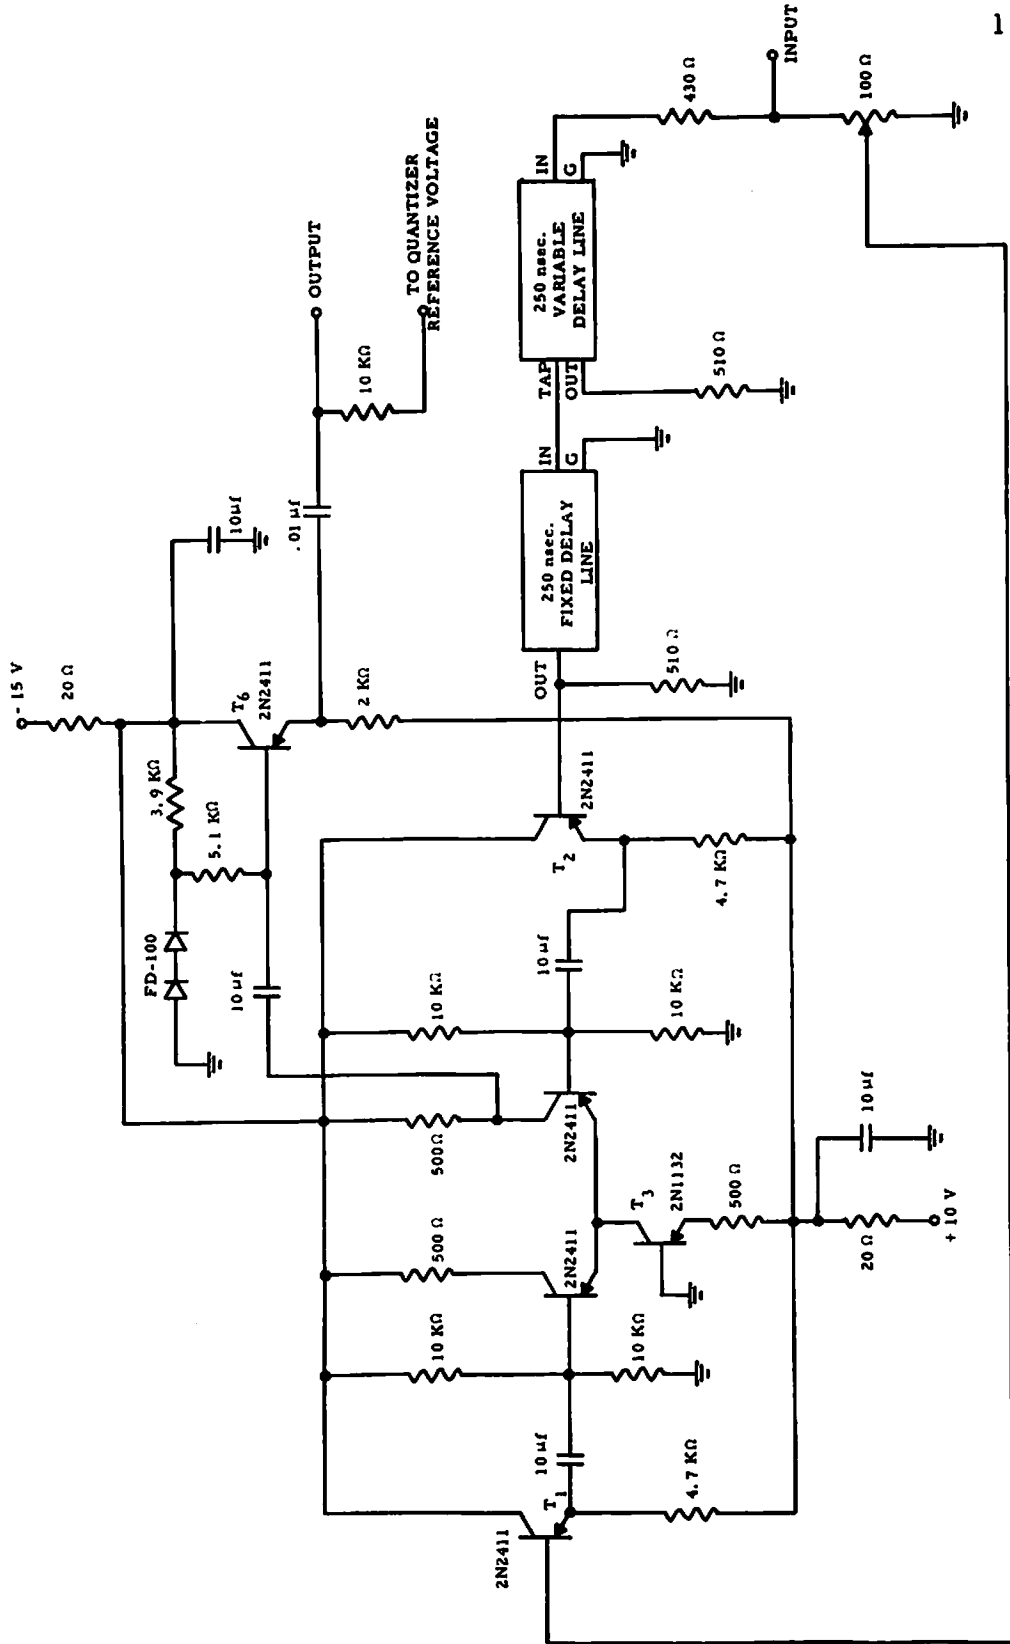 1
- 15 V
20 Ω
10 µf
3.9 KΩ
T6
2N2411
5.1 KΩ
FD-100
10 µf
2 KΩ
.01 µf
OUTPUT
10 KΩ
TO QUANTIZER
REFERENCE VOLTAGE
INPUT
430 Ω
100 Ω
IN
G
250 nsec.
VARIABLE
DELAY LINE
TAP
OUT
510 Ω
IN
G
250 nsec.
FIXED DELAY
LINE
OUT
510 Ω
2N2411
T2
4.7 KΩ
10 µf
10 KΩ
10 KΩ
500 Ω
2N2411
500 Ω
2N2411
T3
2N1132
500 Ω
10 µf
20 Ω
+ 10 V
10 KΩ
10 KΩ
10 µf
T1
2N2411
4.7 KΩ